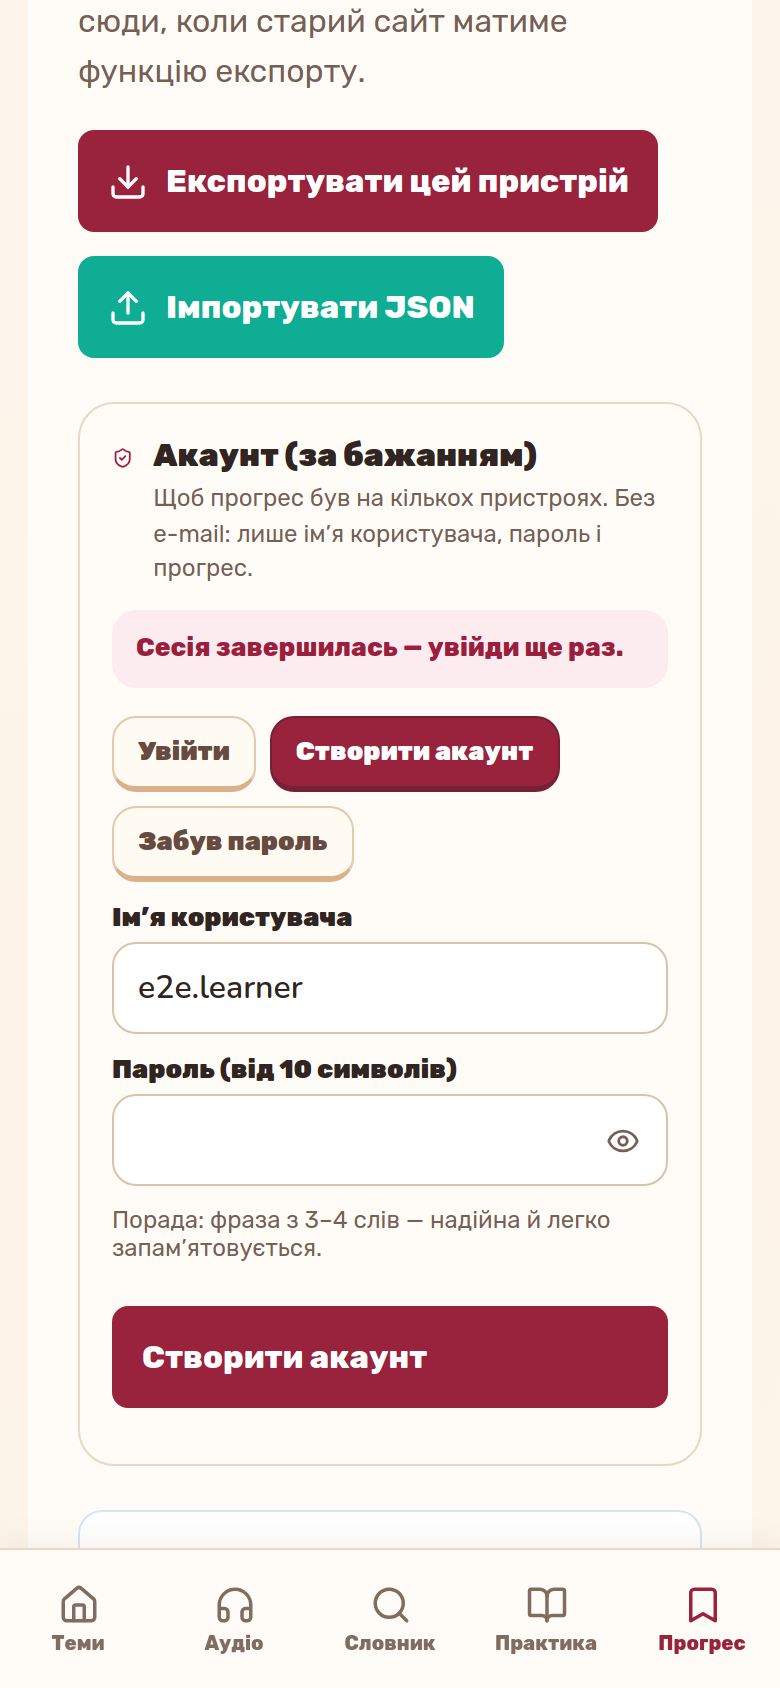 сюди, коли старий сайт матиме
функцію експорту.
Експортувати цей пристрій
Імпортувати JSON
Акаунт (за бажанням)
Щоб прогрес був на кількох пристроях. Без
e-mail: лише ім’я користувача, пароль і
прогрес.
Сесія завершилась — увійди ще раз.
Увійти
Створити акаунт
Забув пароль
Ім’я користувача
e2e.learner
Пароль (від 10 символів)
Порада: фраза з 3–4 слів — надійна й легко
запам’ятовується.
Створити акаунт
Теми
Аудіо
Словник
Практика
Прогрес